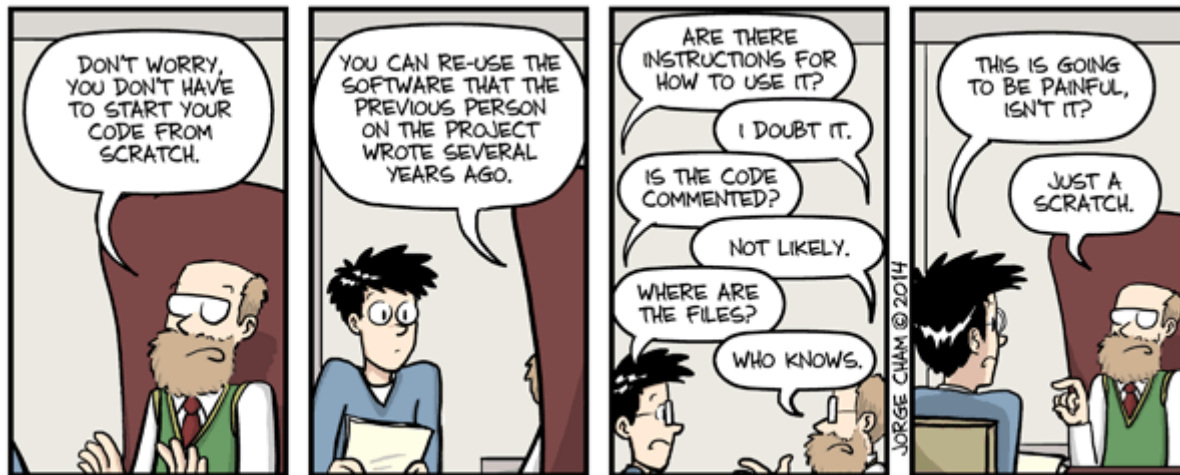 DON'T WORRY,
YOU DON'T HAVE
TO START YOUR
CODE FROM
SCRATCH.
YOU CAN RE-USE THE
SOFTWARE THAT THE
PREVIOUS PERSON
ON THE PROJECT
WROTE SEVERAL
YEARS AGO.
ARE THERE
INSTRUCTIONS FOR
HOW TO USE IT?
I DOUBT IT.
IS THE CODE
COMMENTED?
NOT LIKELY.
WHERE ARE
THE FILES?
WHO KNOWS.
JORGE CHAM © 2014
THIS IS GOING
TO BE PAINFUL,
ISN'T IT?
JUST A
SCRATCH.